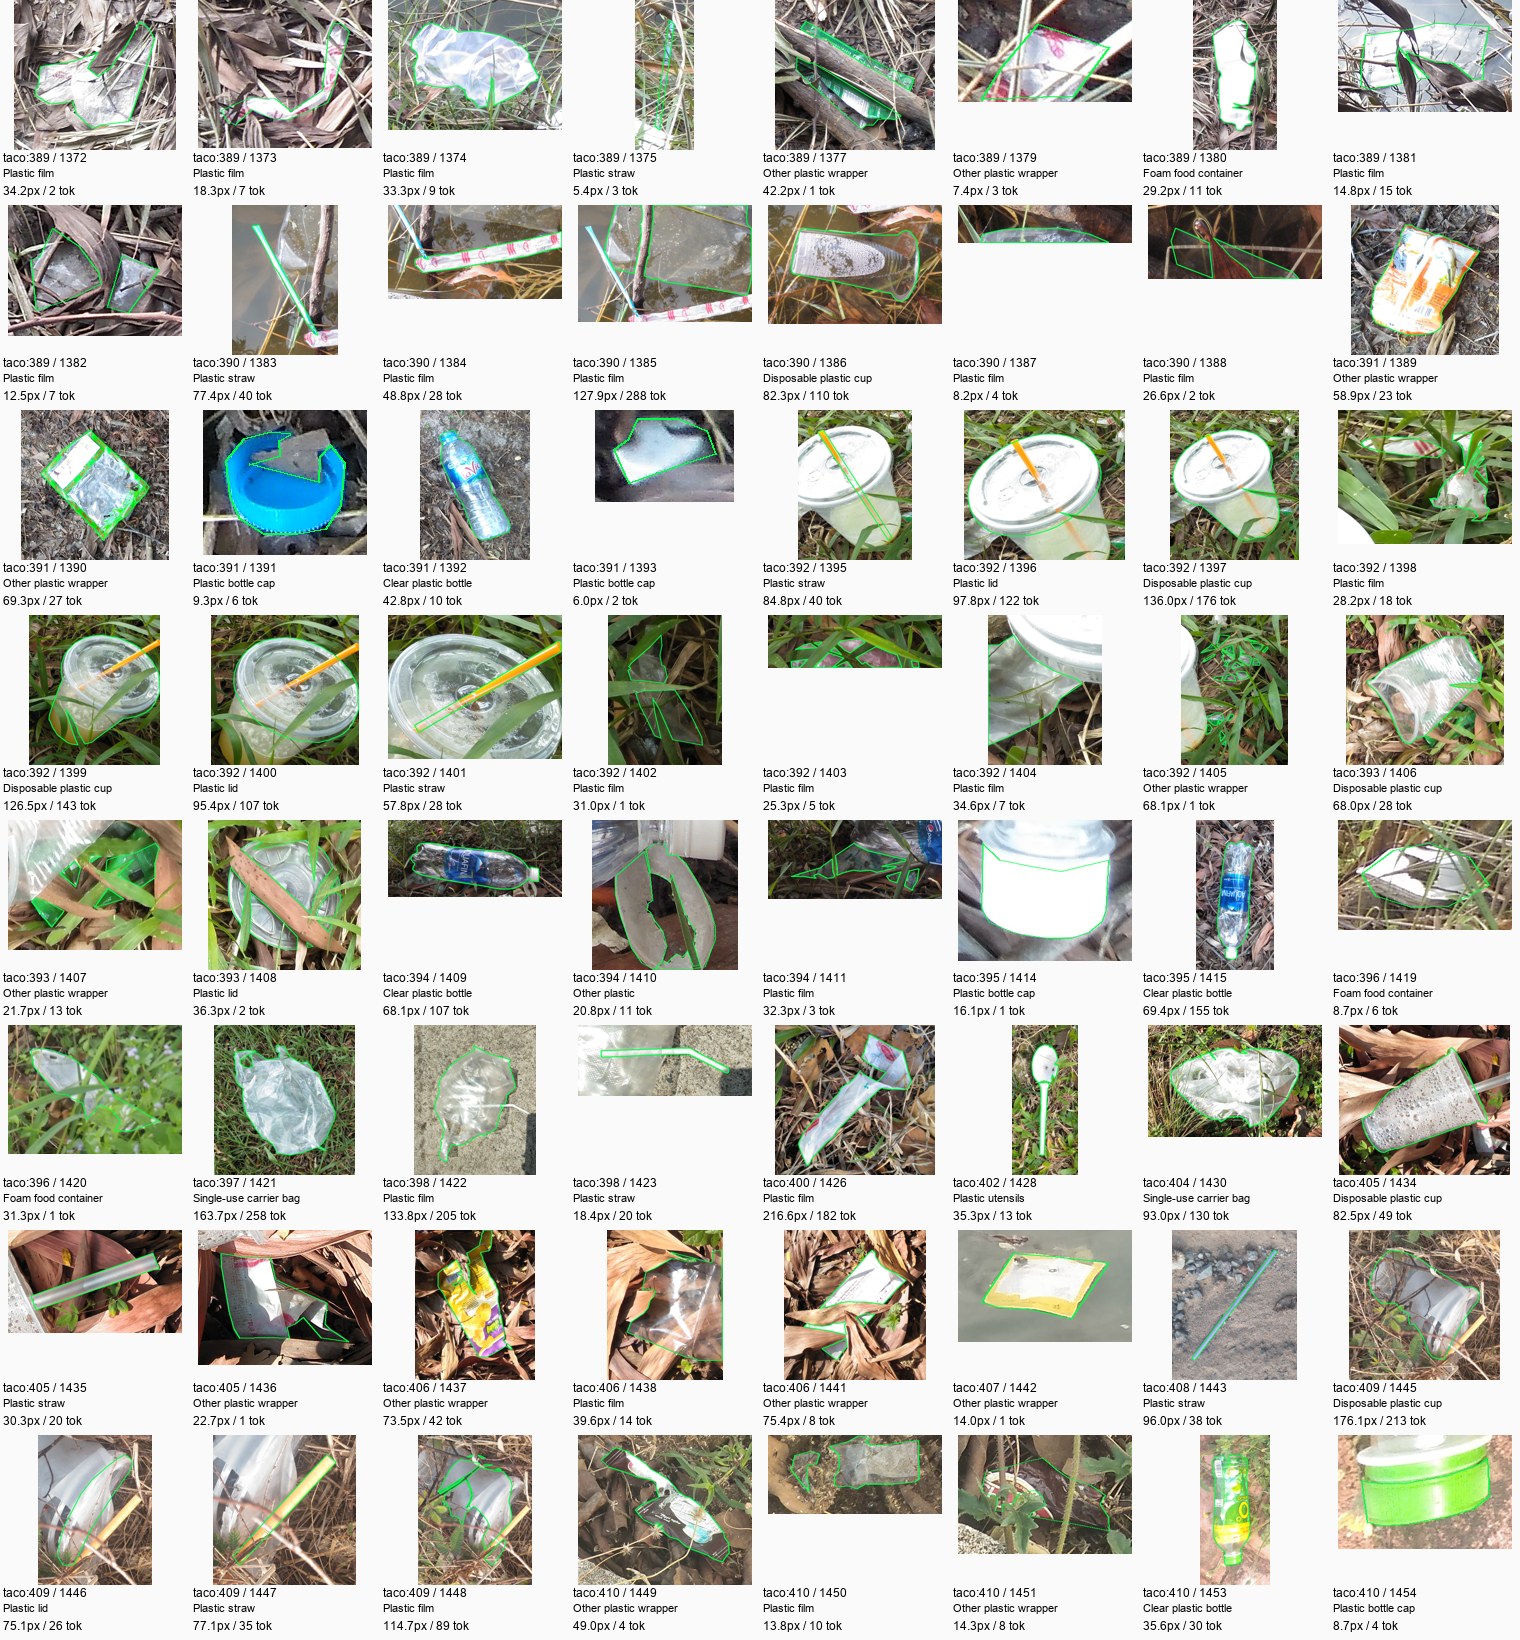 taco:389 / 1372
Plastic film
34.2px / 2 tok
taco:389 / 1373
Plastic film
18.3px / 7 tok
taco:389 / 1374
Plastic film
33.3px / 9 tok
taco:389 / 1375
Plastic straw
5.4px / 3 tok
taco:389 / 1377
Other plastic wrapper
42.2px / 1 tok
taco:389 / 1379
Other plastic wrapper
7.4px / 3 tok
taco:389 / 1380
Foam food container
29.2px / 11 tok
taco:389 / 1381
Plastic film
14.8px / 15 tok
taco:389 / 1382
Plastic film
12.5px / 7 tok
taco:390 / 1383
Plastic straw
77.4px / 40 tok
taco:390 / 1384
Plastic film
48.8px / 28 tok
taco:390 / 1385
Plastic film
127.9px / 288 tok
taco:390 / 1386
Disposable plastic cup
82.3px / 110 tok
taco:390 / 1387
Plastic film
8.2px / 4 tok
taco:390 / 1388
Plastic film
26.6px / 2 tok
taco:391 / 1389
Other plastic wrapper
58.9px / 23 tok
taco:391 / 1390
Other plastic wrapper
69.3px / 27 tok
taco:391 / 1391
Plastic bottle cap
9.3px / 6 tok
taco:391 / 1392
Clear plastic bottle
42.8px / 10 tok
taco:391 / 1393
Plastic bottle cap
6.0px / 2 tok
taco:392 / 1395
Plastic straw
84.8px / 40 tok
taco:392 / 1396
Plastic lid
97.8px / 122 tok
taco:392 / 1397
Disposable plastic cup
136.0px / 176 tok
taco:392 / 1398
Plastic film
28.2px / 18 tok
taco:392 / 1399
Disposable plastic cup
126.5px / 143 tok
taco:392 / 1400
Plastic lid
95.4px / 107 tok
taco:392 / 1401
Plastic straw
57.8px / 28 tok
taco:392 / 1402
Plastic film
31.0px / 1 tok
taco:392 / 1403
Plastic film
25.3px / 5 tok
taco:392 / 1404
Plastic film
34.6px / 7 tok
taco:392 / 1405
Other plastic wrapper
68.1px / 1 tok
taco:393 / 1406
Disposable plastic cup
68.0px / 28 tok
taco:393 / 1407
Other plastic wrapper
21.7px / 13 tok
taco:393 / 1408
Plastic lid
36.3px / 2 tok
taco:394 / 1409
Clear plastic bottle
68.1px / 107 tok
taco:394 / 1410
Other plastic
20.8px / 11 tok
taco:394 / 1411
Plastic film
32.3px / 3 tok
taco:395 / 1414
Plastic bottle cap
16.1px / 1 tok
taco:395 / 1415
Clear plastic bottle
69.4px / 155 tok
taco:396 / 1419
Foam food container
8.7px / 6 tok
taco:396 / 1420
Foam food container
31.3px / 1 tok
taco:397 / 1421
Single-use carrier bag
163.7px / 258 tok
taco:398 / 1422
Plastic film
133.8px / 205 tok
taco:398 / 1423
Plastic straw
18.4px / 20 tok
taco:400 / 1426
Plastic film
216.6px / 182 tok
taco:402 / 1428
Plastic utensils
35.3px / 13 tok
taco:404 / 1430
Single-use carrier bag
93.0px / 130 tok
taco:405 / 1434
Disposable plastic cup
82.5px / 49 tok
taco:405 / 1435
Plastic straw
30.3px / 20 tok
taco:405 / 1436
Other plastic wrapper
22.7px / 1 tok
taco:406 / 1437
Other plastic wrapper
73.5px / 42 tok
taco:406 / 1438
Plastic film
39.6px / 14 tok
taco:406 / 1441
Other plastic wrapper
75.4px / 8 tok
taco:407 / 1442
Other plastic wrapper
14.0px / 1 tok
taco:408 / 1443
Plastic straw
96.0px / 38 tok
taco:409 / 1445
Disposable plastic cup
176.1px / 213 tok
taco:409 / 1446
Plastic lid
75.1px / 26 tok
taco:409 / 1447
Plastic straw
77.1px / 35 tok
taco:409 / 1448
Plastic film
114.7px / 89 tok
taco:410 / 1449
Other plastic wrapper
49.0px / 4 tok
taco:410 / 1450
Plastic film
13.8px / 10 tok
taco:410 / 1451
Other plastic wrapper
14.3px / 8 tok
taco:410 / 1453
Clear plastic bottle
35.6px / 30 tok
taco:410 / 1454
Plastic bottle cap
8.7px / 4 tok